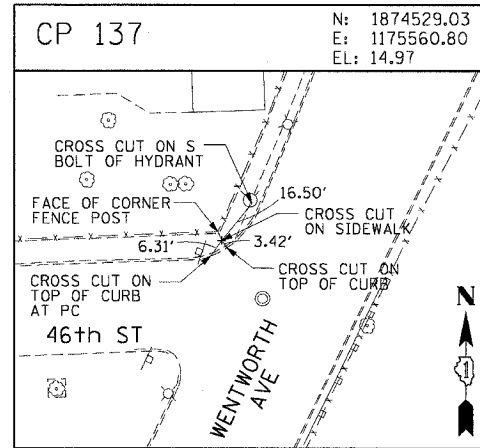 CP 137
N: 1874529.03
E: 1175560.80
EL: 14.97
CROSS CUT ON S
BOLT OF HYDRANT
16.50'
FACE OF CORNER
FENCE POST
CROSS CUT
ON SIDEWALK
6.31'
3.42'
CROSS CUT ON
TOP OF CURB
AT PC
CROSS CUT ON
TOP OF CURB
46th ST
WENTWORTH
AVE
N
1